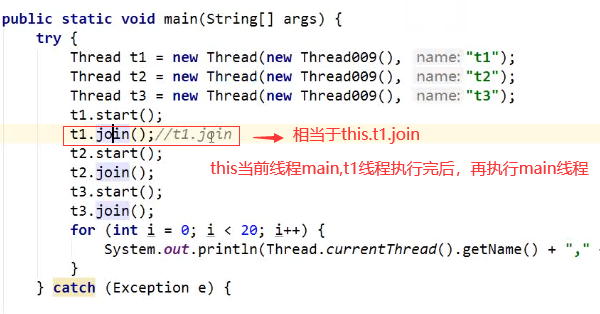 public static void main(String[] args) {
try {
Thread t1 = new Thread(new Thread009(), name: "t1");
Thread t2 = new Thread(new Thread009(), name: "t2");
Thread t3 = new Thread(new Thread009(), name: "t3");
t1.start();
t1.join();//t1.join 相当于this.t1.join
t2.start();
t2.join(); this当前线程main,t1线程执行完后，再执行main线程
t3.start();
t3.join();
for (int i = 0; i < 20; i++) {
System.out.println(Thread.currentThread().getName() + ","
}
} catch (Exception e) {